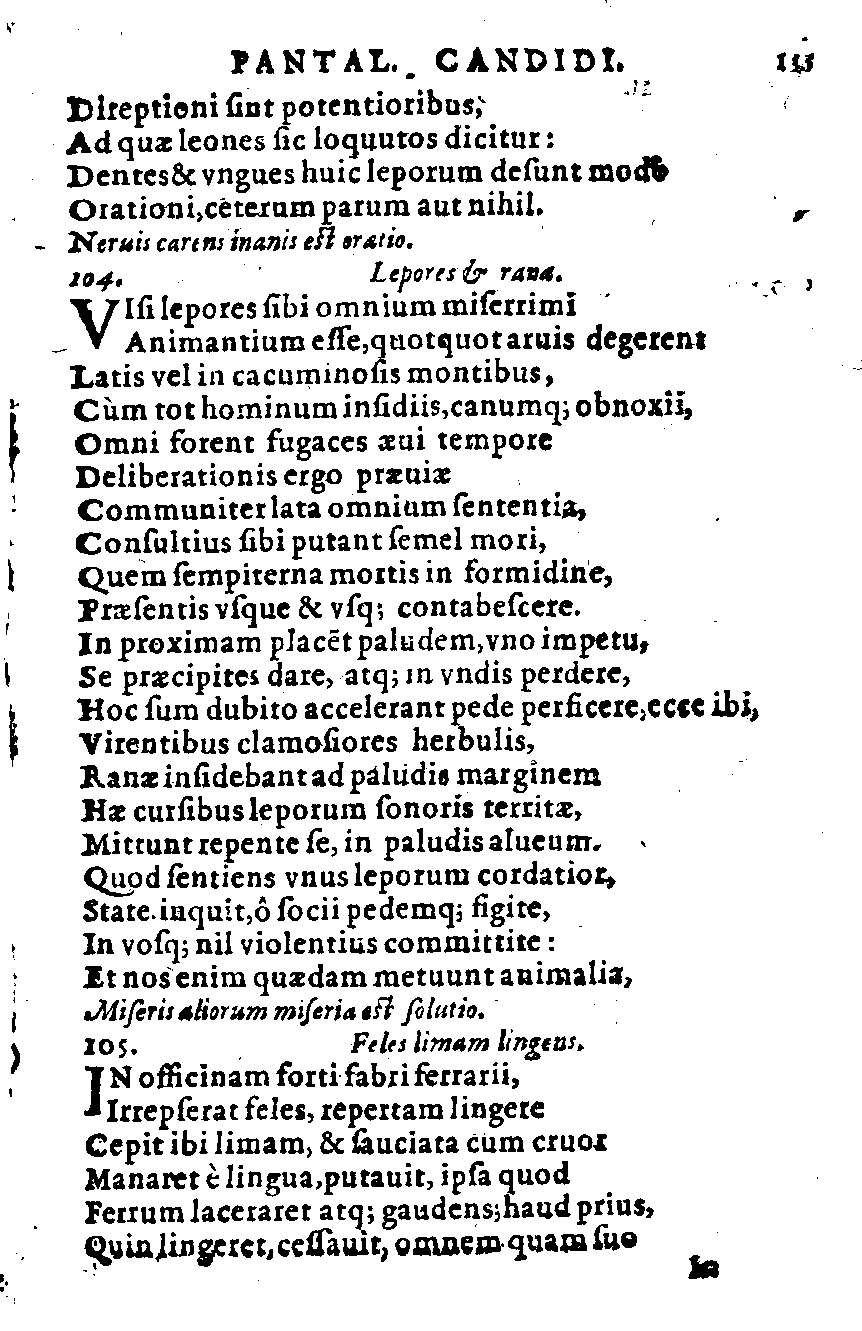 PANTAL. CANDIDI. 111
Direptioni ſint potentioribus,
Ad quæ leones ſic loquutos dicitur:
Dentes& vngues huic leporum deſunt modò
Orationi,cèterum parum aut nihil.
Neruis carens inanis eſt oratio.
104. Lepores & ranæ.
VIſi lepores ſibi omnium miſerrimi
Animantium eſſe,quotquot aruis degerent
Latis vel in cacuminoſis montibus,
Cùm tot hominum inſidiis,canumq; obnoxii,
Omni forent fugaces æui tempore
Deliberationis ergo præuiæ
Communiter lata omnium ſententia,
Conſultius ſibi putant ſemel mori,
Quem ſempiterna mortis in formidine,
Præſentis vſque & vſq; contabeſcere.
In proximam placēt paludem,vno impetu,
Se præcipites dare, atq; in vndis perdere,
Hoc ſum dubito accelerant pede perficere,ecce ibi,
Virentibus clamoſiores herbulis,
Ranæ inſidebant ad paludis marginem
Hæ curſibus leporum ſonoris territæ,
Mittunt repente ſe, in paludis alueum.
Quod ſentiens vnus leporum cordatior,
State.inquit,ô ſocii pedemq; figite,
In voſq; nil violentius committite:
Et nos enim quædam metuunt animalia,
Miſeris aliorum miſeria eſt ſolutio.
105. Feles limam lingens.
IN officinam forti fabri ferrarii,
Irrepſerat feles, repertam lingere
Cepit ibi limam, & ſauciata cum cruor
Manaret è lingua,putauit, ipſa quod
Ferrum laceraret atq; gaudens;haud prius,
Quin lingeret,ceſſauit, omnem quam ſuo